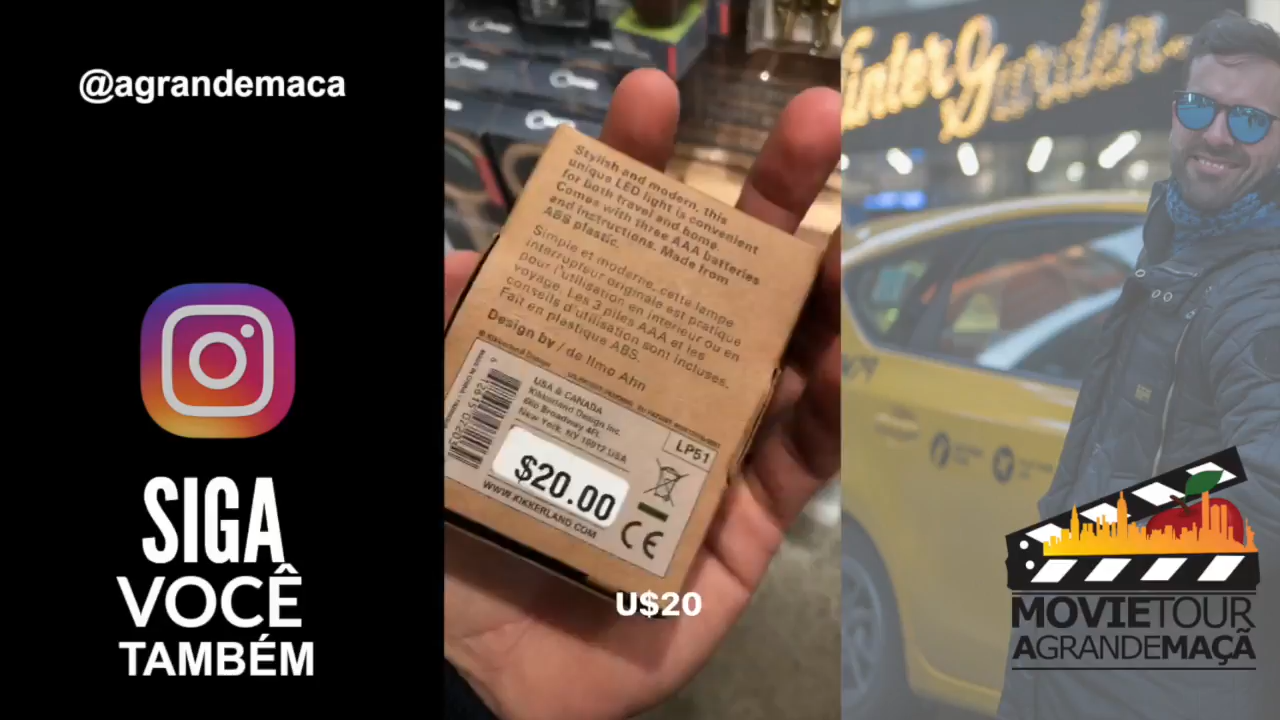 @agrandemaca
SIGA
VOCÊ
TAMBÉM
Stylish and modern, this
unique LED light is convenient
for both travel and home.
Comes with three AAA batteries
and instructions. Made from
ABS plastic.
Simple et moderne, cette lampe
interrupteur originale est pratique
pour l'utilisation en interieur ou en
voyage. Les 3 piles AAA et les
conseils d'utilisation sont incluses.
Fait en plastique ABS.
Design by / de Ilmo Ahn
USA & CANADA
Kikkerland Design Inc.
New York, NY USA
LP51
$20.00
WWW.KIKKERLAND.COM
CE
U$20
Garden
MOVIETOUR
AGRANDEMAÇÃ